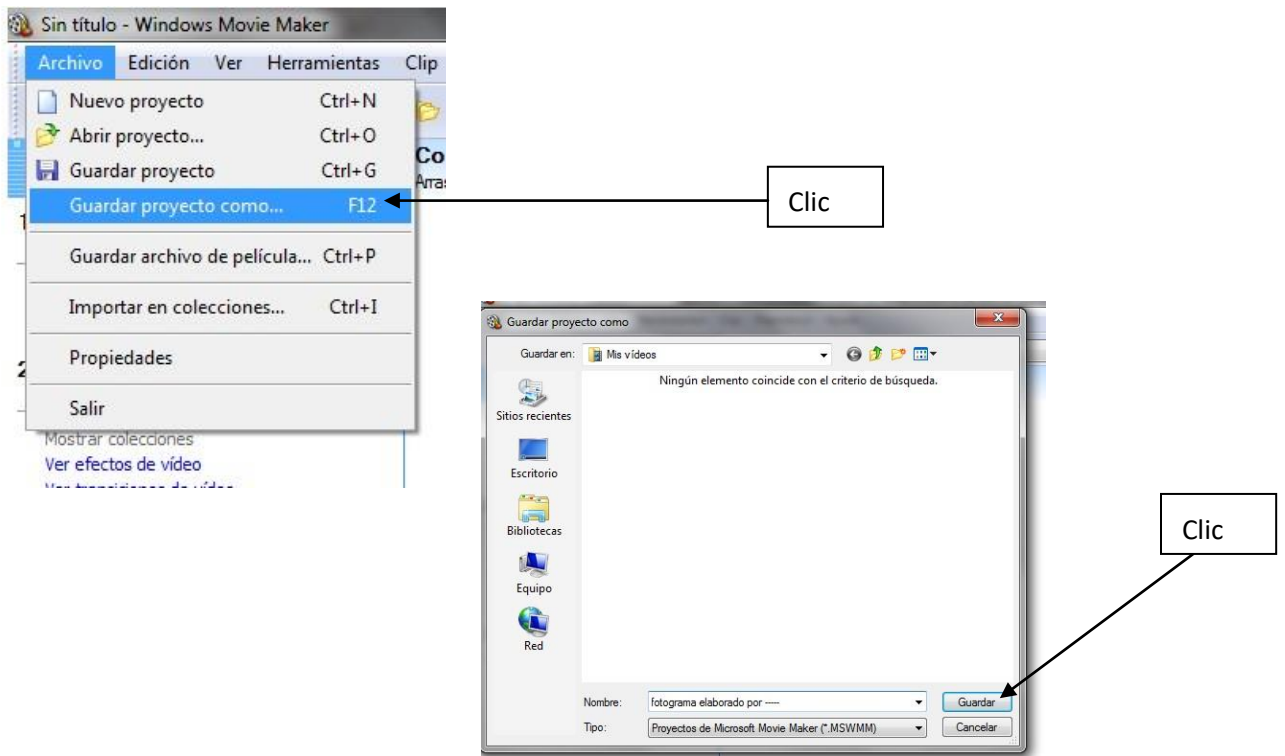 Sin título - Windows Movie Maker
Archivo Edición Ver Herramientas Clip
Nuevo proyecto Ctrl+N
Abrir proyecto... Ctrl+O
Guardar proyecto Ctrl+G
Guardar proyecto como... F12
Guardar archivo de película... Ctrl+P
Importar en colecciones... Ctrl+I
Propiedades
Salir
Mostrar colecciones
Ver efectos de vídeo
Co
Arras
1
2
Clic
Guardar proyecto como
Guardar en: Mis vídeos
Ningún elemento coincide con el criterio de búsqueda.
Sitios recientes
Escritorio
Bibliotecas
Equipo
Red
Nombre: fotograma elaborado por ----- Guardar
Tipo: Proyectos de Microsoft Movie Maker (*.MSWMM) Cancelar
Clic